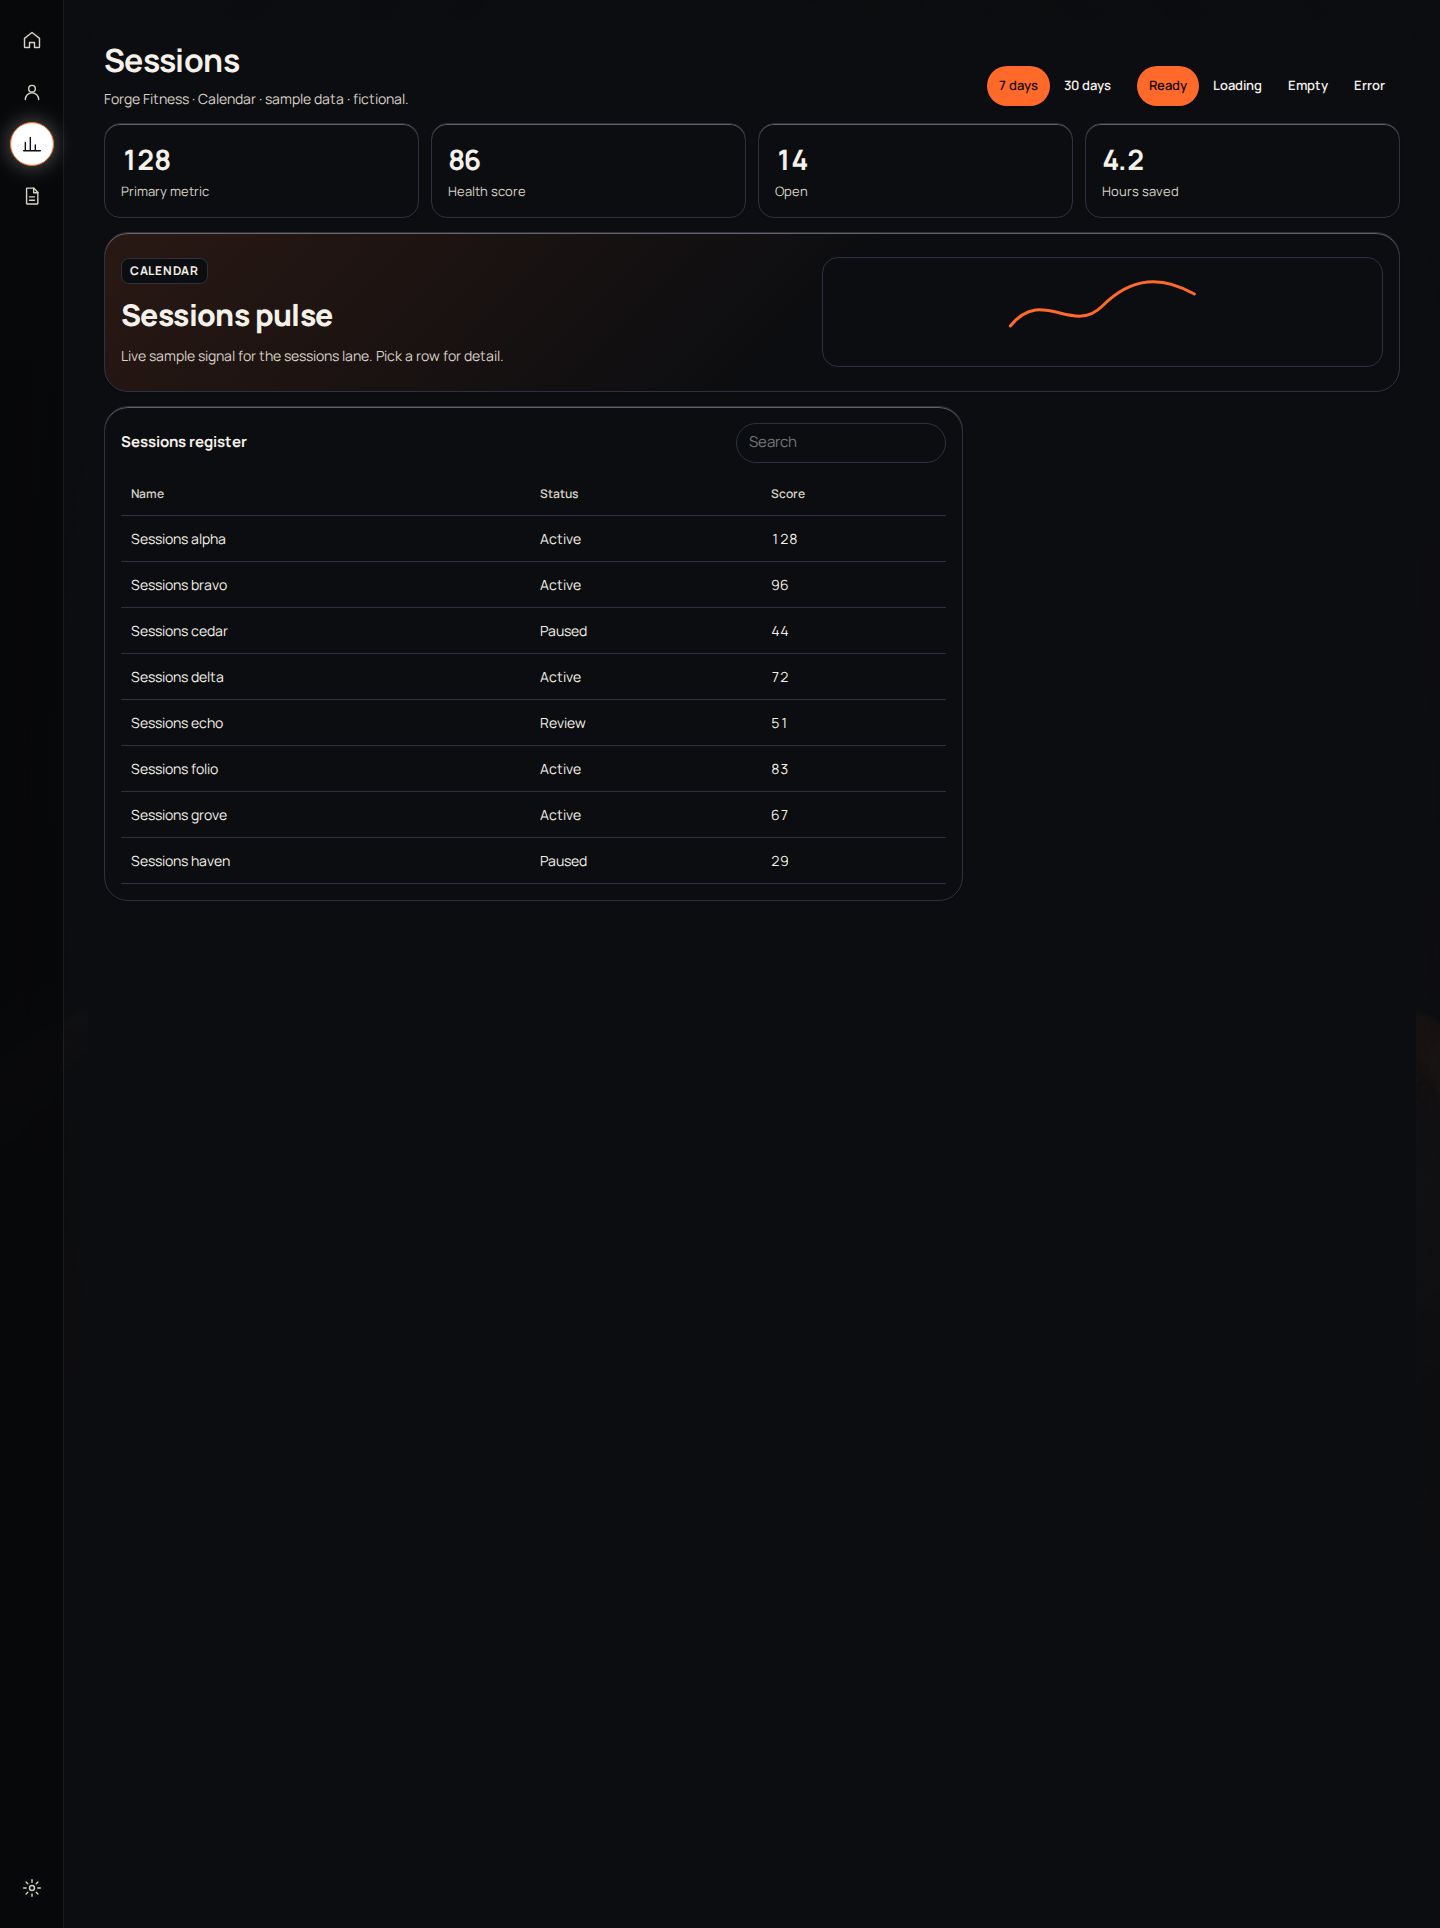 Sessions
Forge Fitness · Calendar · sample data · fictional.
7 days 30 days Ready Loading Empty Error
128
Primary metric
86
Health score
14
Open
4.2
Hours saved
CALENDAR
Sessions pulse
Live sample signal for the sessions lane. Pick a row for detail.
Sessions register
Search
Name Status Score
Sessions alpha Active 128
Sessions bravo Active 96
Sessions cedar Paused 44
Sessions delta Active 72
Sessions echo Review 51
Sessions folio Active 83
Sessions grove Active 67
Sessions haven Paused 29